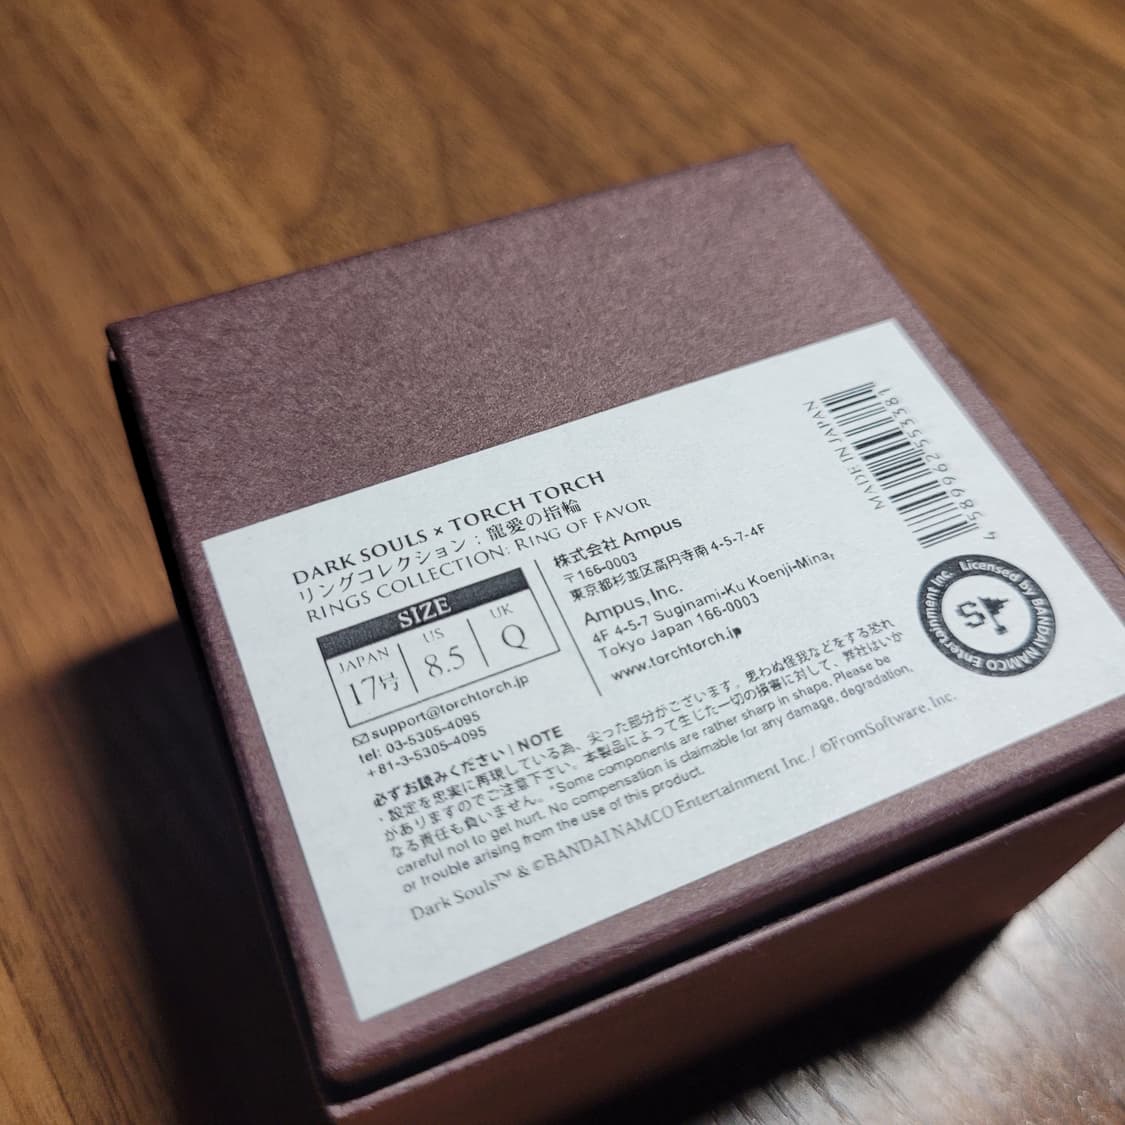 DARK SOULS × TORCH TORCH
リングコレクション：寵愛の指輪
RINGS COLLECTION: RING OF FAVOR
SIZE
JAPAN US UK
17号 8.5 Q
support@torchtorch.jp
tel: 03-5305-4095
+81-3-5305-4095
株式会社 Ampus
〒166-0003
東京都杉並区高円寺南 4-5-7-4F
Ampus, Inc.
4F 4-5-7 Suginami-Ku Koenji-Minai
Tokyo Japan 166-0003
www.torchtorch.jp
必ずお読みください | NOTE
・設定を忠実に再現している為、尖った部分がございます。思わぬ怪我などをする恐れ
がありますのでご注意下さい。本製品によって生じた一切の損害に対して、弊社はいか
なる責任も負いません。*Some components are rather sharp in shape. Please be
careful not to get hurt. No compensation is claimable for any damage, degradation,
or trouble arising from the use of this product.
Dark Souls™ & ©BANDAI NAMCO Entertainment Inc. / ©FromSoftware, Inc.
MADE IN JAPAN
4 589962 553381
Licensed by BANDAI NAMCO Entertainment Inc.